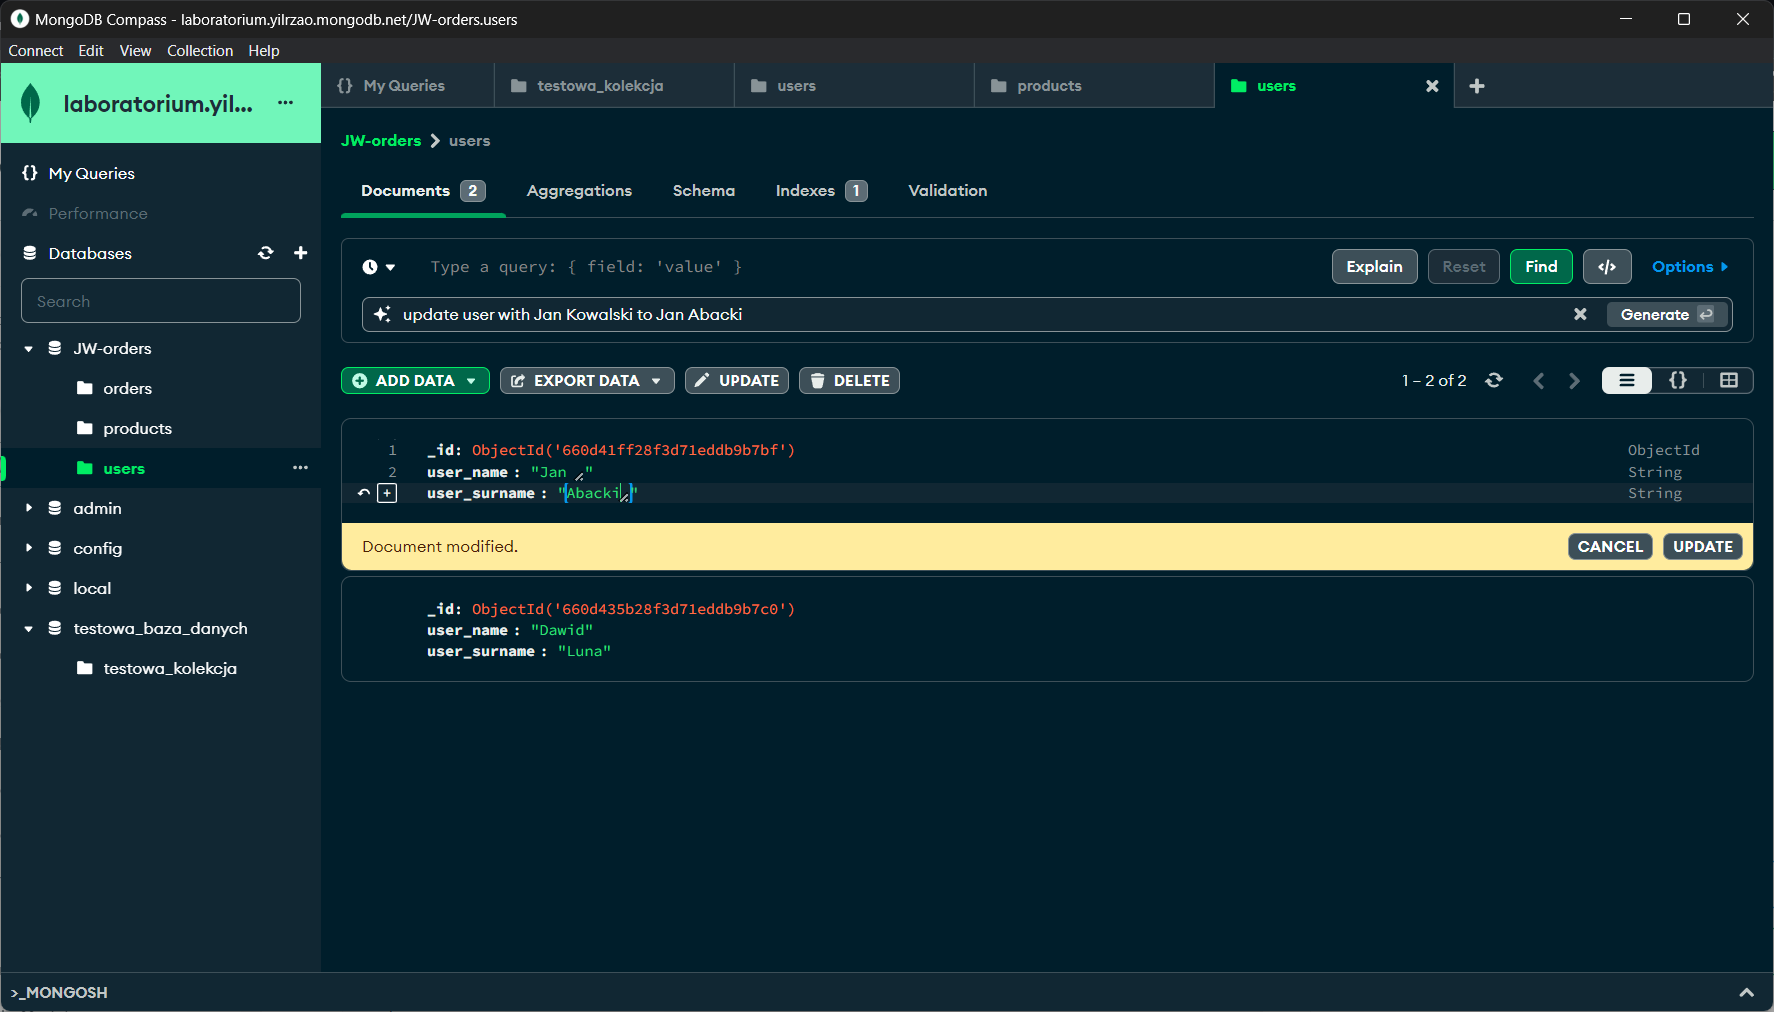 MongoDB Compass - laboratorium.yilrzao.mongodb.net/JW-orders.users
Connect Edit View Collection Help
laboratorium.yil... ...
{} My Queries
testowa_kolekcja
users
products
users
My Queries
Performance
Databases
Search
JW-orders
orders
products
users
admin
config
local
testowa_baza_danych
testowa_kolekcja
JW-orders > users
Documents 2 Aggregations Schema Indexes 1 Validation
Type a query: { field: 'value' }
Explain Reset Find </> Options
update user with Jan Kowalski to Jan Abacki
Generate
ADD DATA EXPORT DATA UPDATE DELETE
1 – 2 of 2
{}
1 _id: ObjectId('660d41ff28f3d71eddb9b7bf') ObjectId
2 user_name : "Jan " String
user_surname : "Abacki" String
Document modified.
CANCEL UPDATE
_id: ObjectId('660d435b28f3d71eddb9b7c0')
user_name : "Dawid"
user_surname : "Luna"
>_MONGOSH